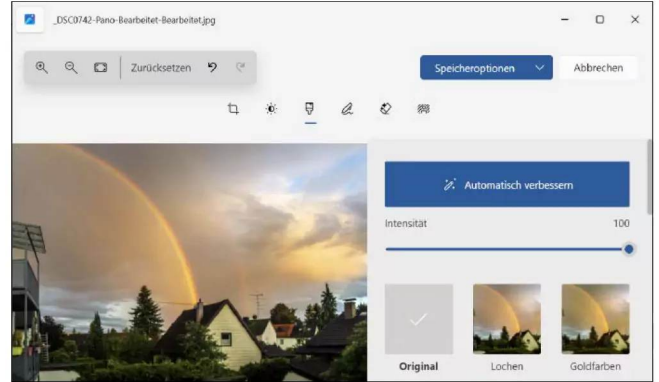 _DSC0742-Pano-Bearbeitet-Bearbeitet.jpg
Zurücksetzen
Speicheroptionen
Abbrechen
Automatisch verbessern
Intensität 100
Original Lochen Goldfarben